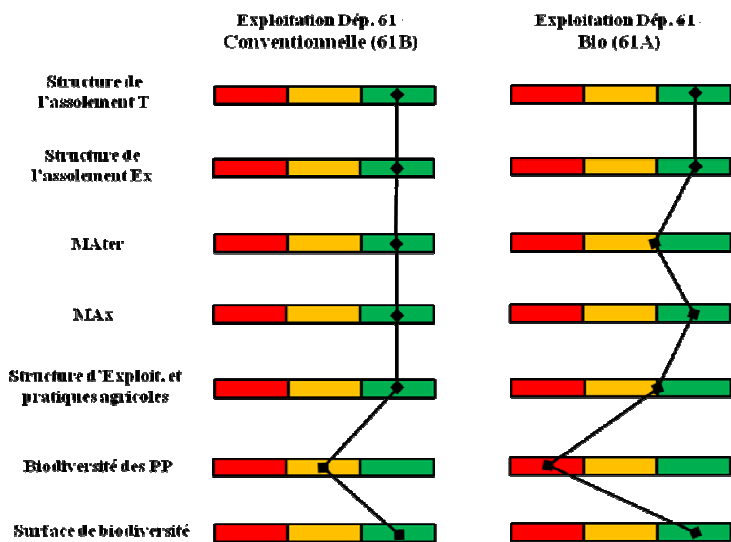 Exploitation Dép. 61
Conventionnelle (61B)
Exploitation Dép. 61
Bio (61A)
Structure de
l'assolement T
Structure de
l'assolement Ex
MAter
MAx
Structure d'Exploit. et
pratiques agricoles
Biodiversité des PP
Surface de biodiversité